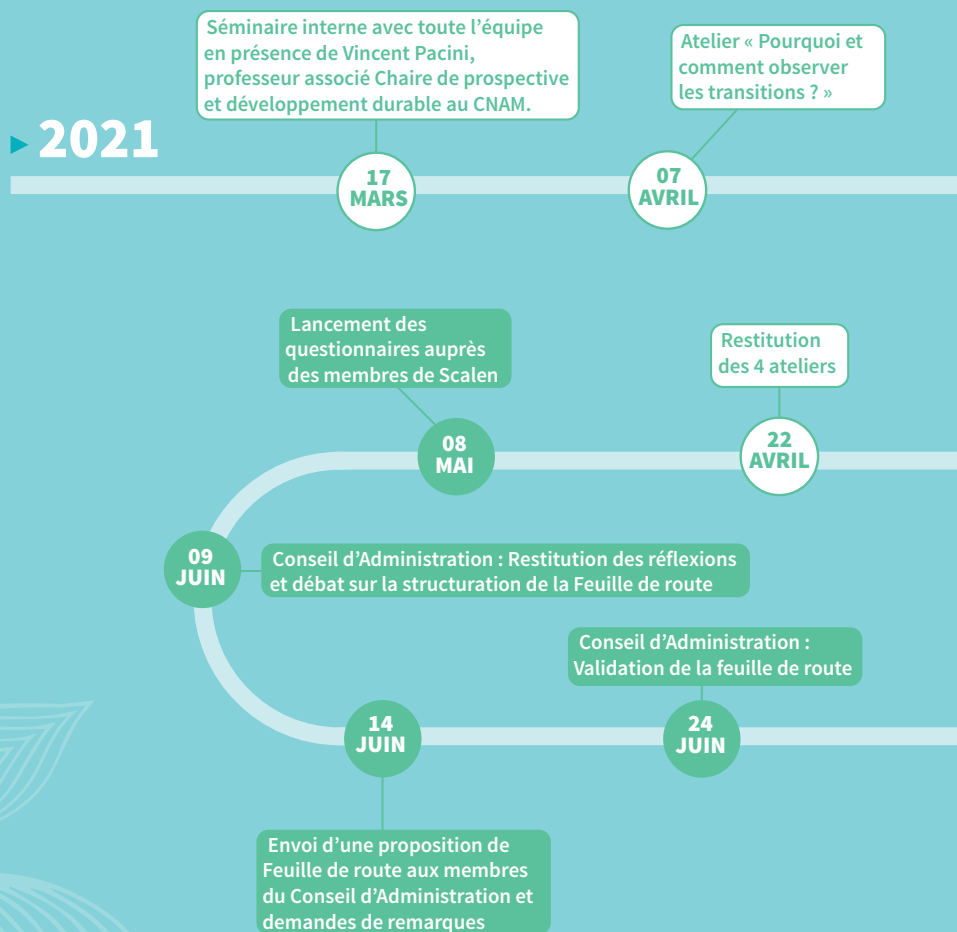 Séminaire interne avec toute l’équipe
en présence de Vincent Pacini,
professeur associé Chaire de prospective
et développement durable au CNAM.
Atelier « Pourquoi et
comment observer
les transitions ? »
2021
17
MARS
07
AVRIL
Lancement des
questionnaires auprès
des membres de Scalen
Restitution
des 4 ateliers
08
MAI
22
AVRIL
09
JUIN
Conseil d’Administration : Restitution des réflexions
et débat sur la structuration de la Feuille de route
Conseil d’Administration :
Validation de la feuille de route
14
JUIN
24
JUIN
Envoi d’une proposition de
Feuille de route aux membres
du Conseil d’Administration et
demandes de remarques